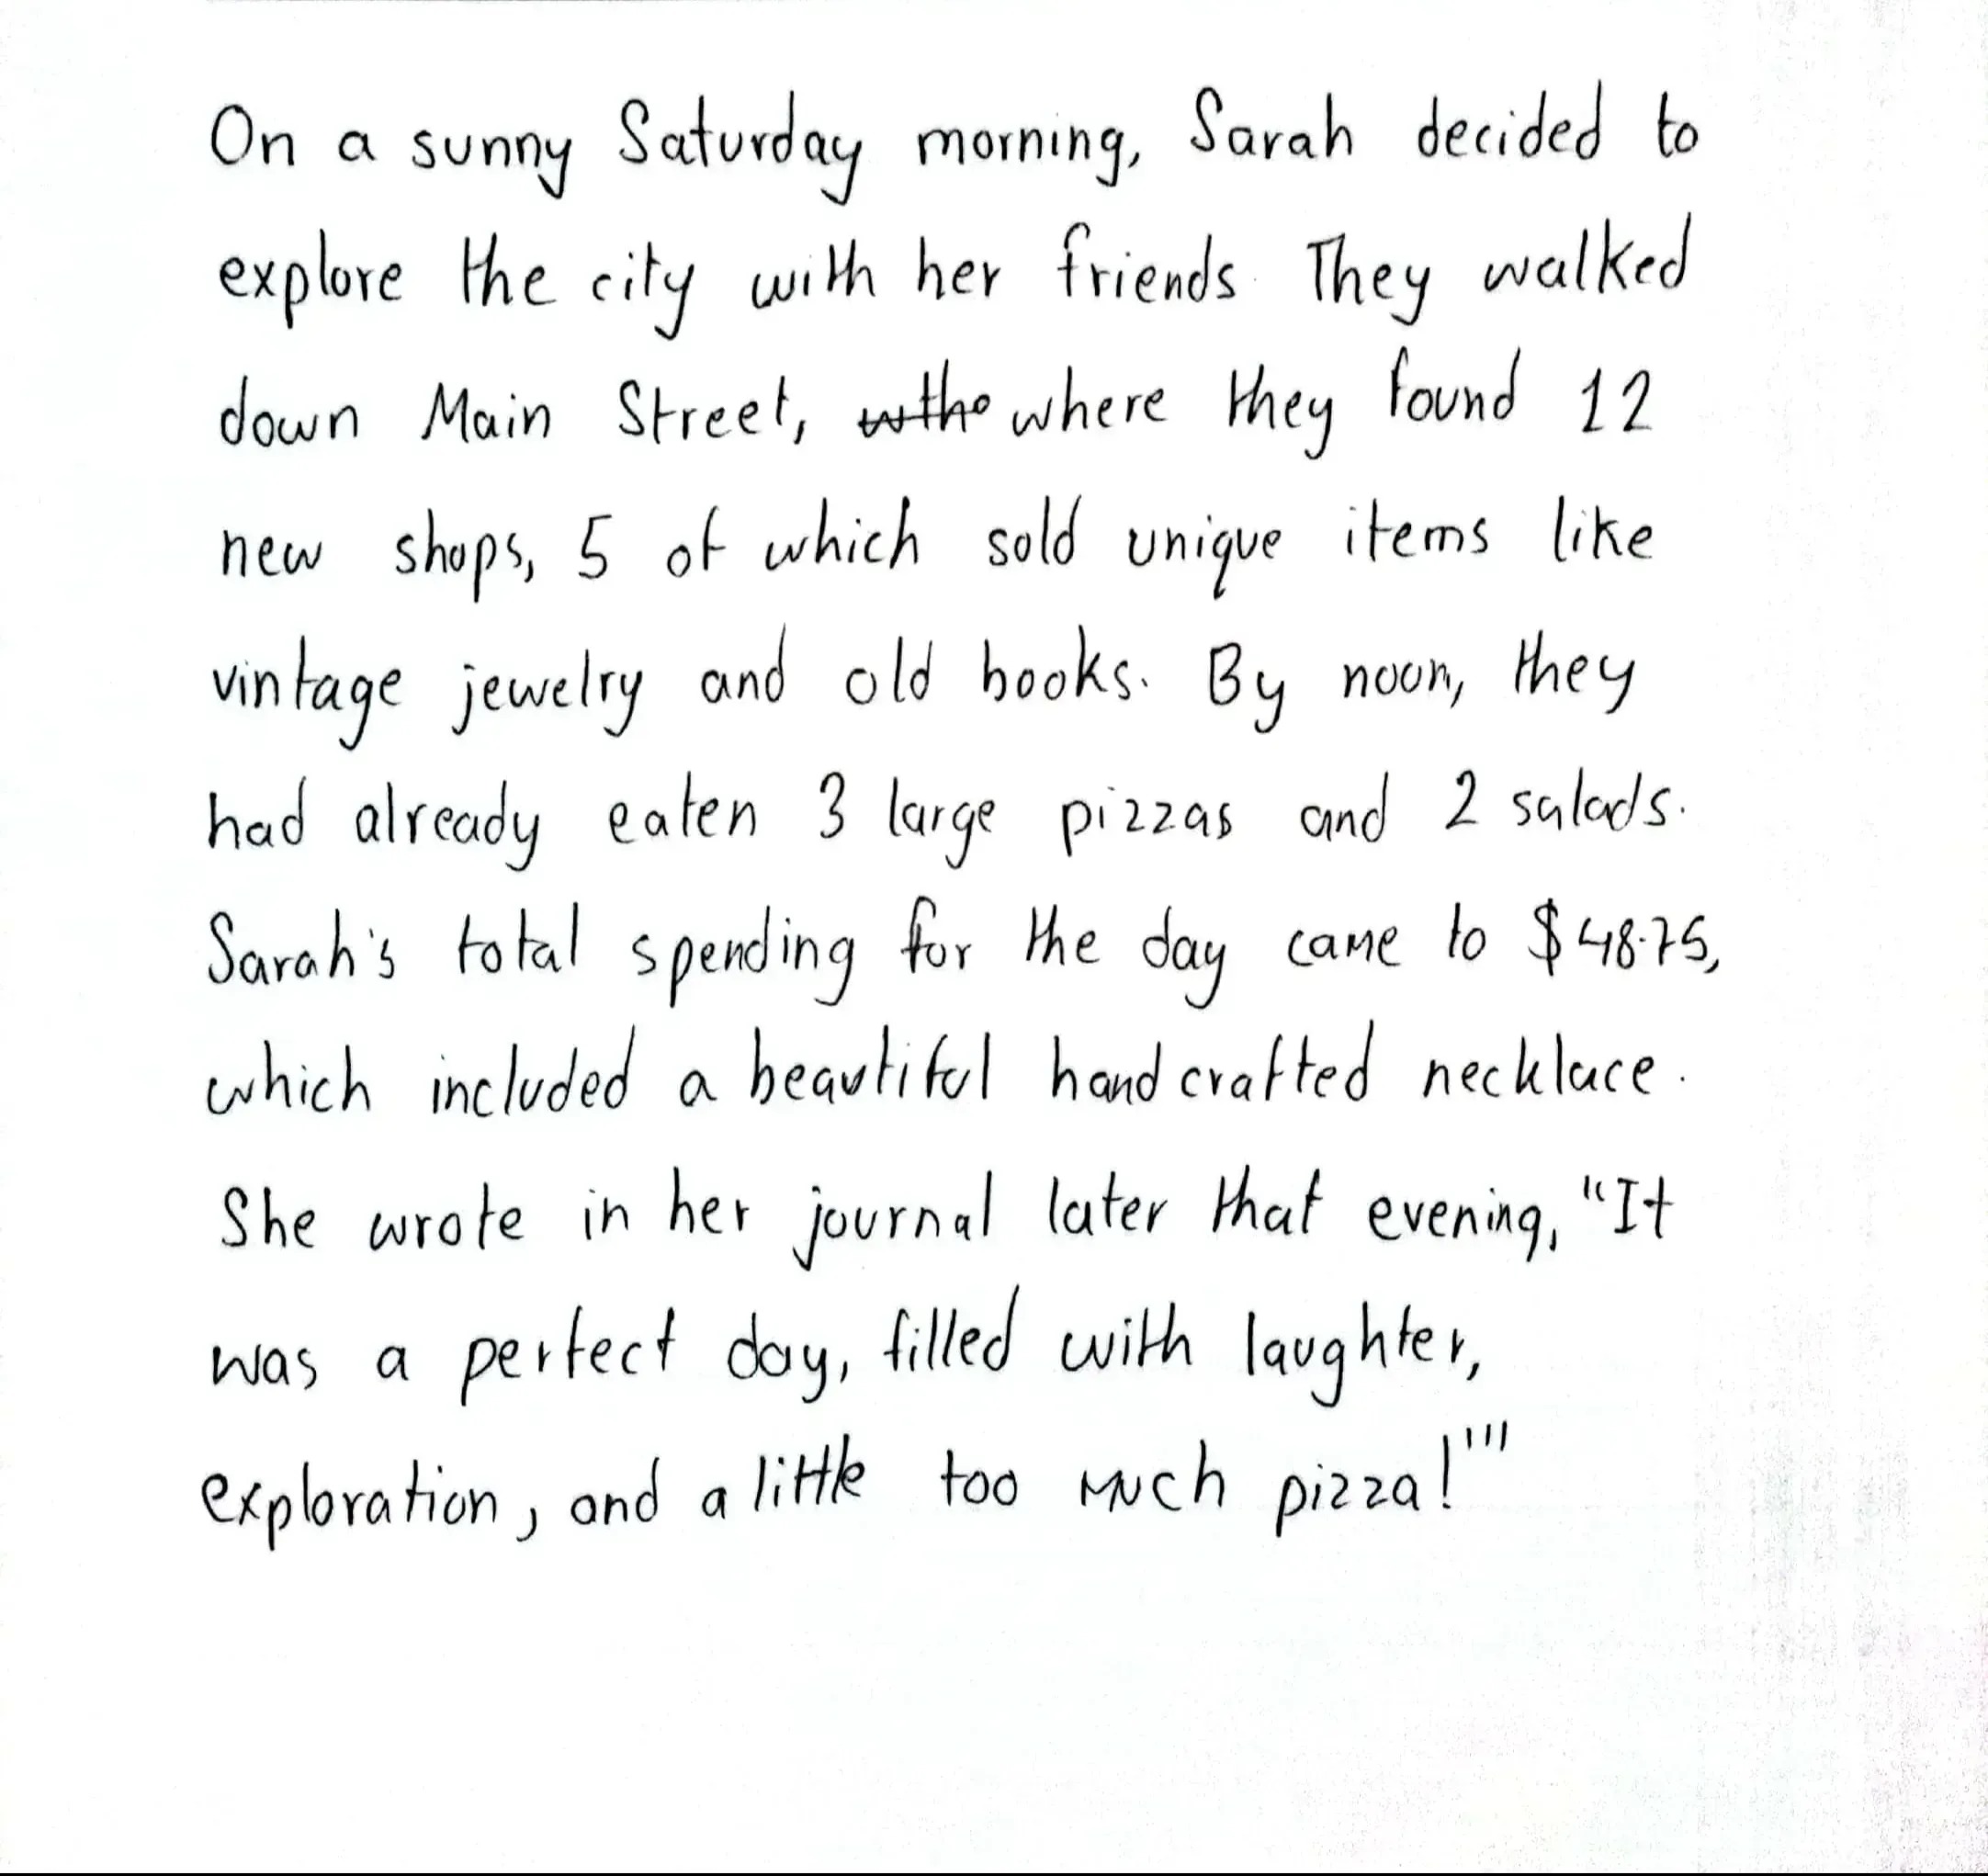 On a sunny Saturday morning, Sarah decided to
explore the city with her friends. They walked
down Main Street, where they found 12
new shops, 5 of which sold unique items like
vintage jewelry and old books. By noon, they
had already eaten 3 large pizzas and 2 salads.
Sarah's total spending for the day came to $48.75,
which included a beautiful handcrafted necklace.
She wrote in her journal later that evening, "It
was a perfect day, filled with laughter,
exploration, and a little too much pizza!'"